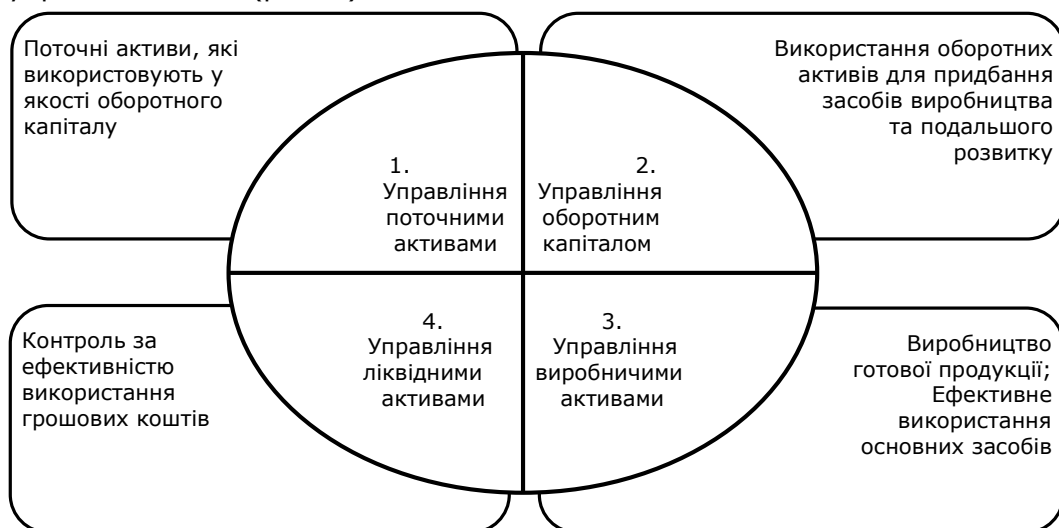 Поточні активи, які
використовують у
якості оборотного
капіталу
Використання оборотних
активів для придбання
засобів виробництва
та подальшого
розвитку
1.
Управління
поточними
активами
2.
Управління
оборотним
капіталом
4.
Управління
ліквідними
активами
3.
Управління
виробничими
активами
Контроль за
ефективністю
використання
грошових коштів
Виробництво
готової продукції;
Ефективне
використання
основних засобів